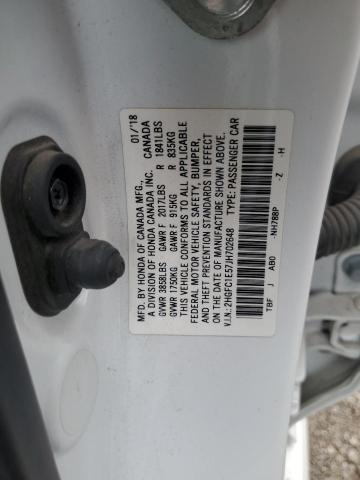 MFD. BY HONDA OF CANADA MFG. 01/18
A DIVISION OF HONDA CANADA INC. CANADA
GVWR 3858LBS GAWR F 2017LBS R 1841LBS
GVWR 1750KG GAWR F 915KG R 835KG
THIS VEHICLE CONFORMS TO ALL APPLICABLE
FEDERAL MOTOR VEHICLE SAFETY, BUMPER,
AND THEFT PREVENTION STANDARDS IN EFFECT
ON THE DATE OF MANUFACTURE SHOWN ABOVE.
V.I.N.: 2HGFC1E57JH702648 TYPE: PASSENGER CAR
TBF J AB0 -NH788P -Z -H